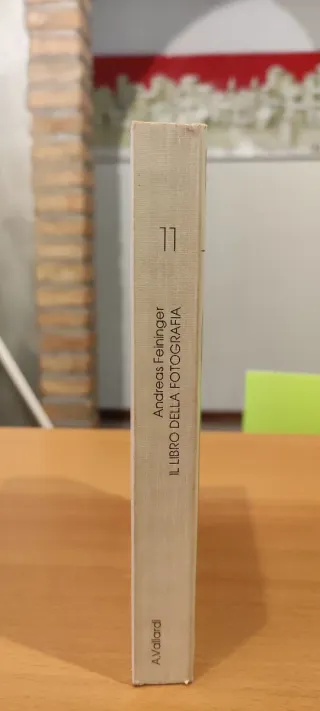 11
Andreas Feininger
IL LIBRO DELLA FOTOGRAFIA
A.Vallardi